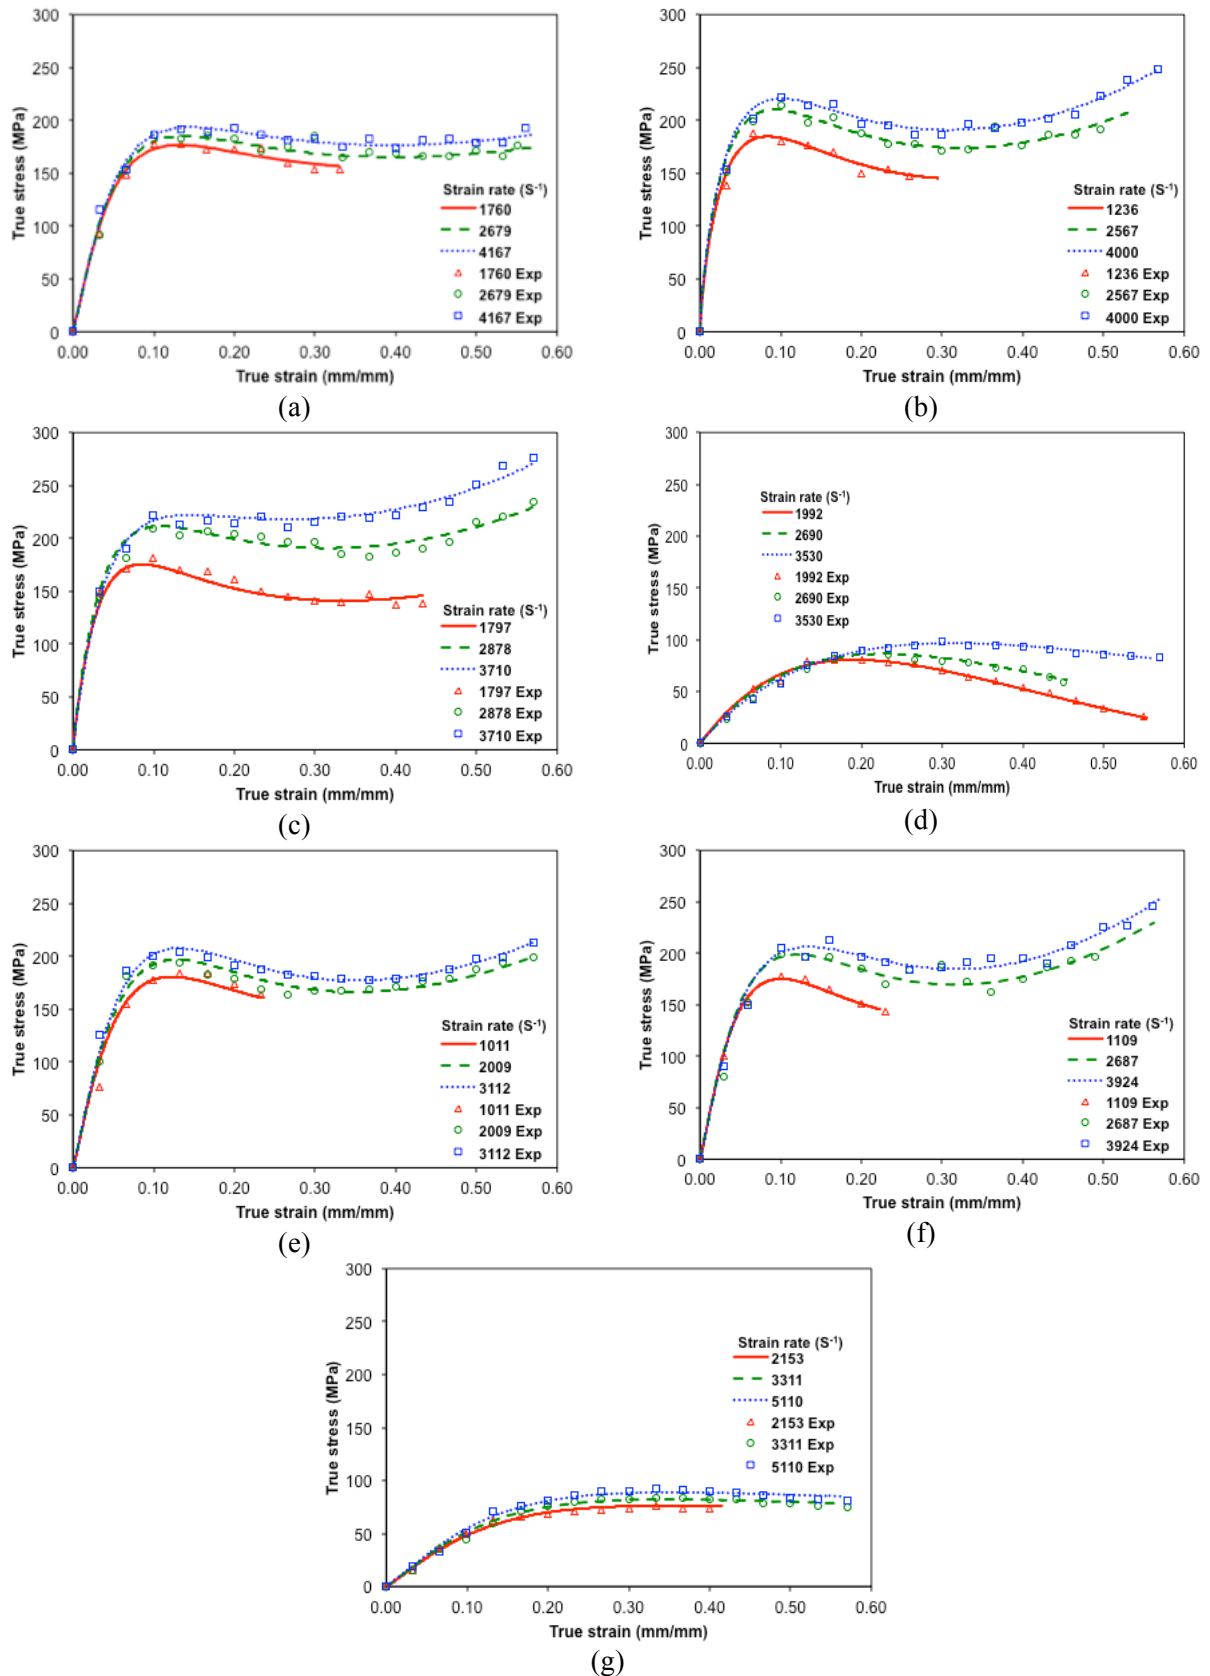 300
250
200
150
100
50
0
True stress (MPa)
Strain rate (S-1)
1760
2679
4167
1760 Exp
2679 Exp
4167 Exp
0.00 0.10 0.20 0.30 0.40 0.50 0.60
True strain (mm/mm)
(a)
300
250
200
150
100
50
0
True stress (MPa)
Strain rate (S-1)
1236
2567
4000
1236 Exp
2567 Exp
4000 Exp
0.00 0.10 0.20 0.30 0.40 0.50 0.60
True strain (mm/mm)
(b)
300
250
200
150
100
50
0
True stress (MPa)
Strain rate (S-1)
1797
2878
3710
1797 Exp
2878 Exp
3710 Exp
0.00 0.10 0.20 0.30 0.40 0.50 0.60
True strain (mm/mm)
(c)
300
250
200
150
100
50
0
True stress (MPa)
Strain rate (S-1)
1992
2690
3530
1992 Exp
2690 Exp
3530 Exp
0.00 0.10 0.20 0.30 0.40 0.50 0.60
True strain (mm/mm)
(d)
300
250
200
150
100
50
0
True stress (MPa)
Strain rate (S-1)
1011
2009
3112
1011 Exp
2009 Exp
3112 Exp
0.00 0.10 0.20 0.30 0.40 0.50 0.60
True strain (mm/mm)
(e)
300
250
200
150
100
50
0
True stress (MPa)
Strain rate (S-1)
1109
2687
3924
1109 Exp
2687 Exp
3924 Exp
0.00 0.10 0.20 0.30 0.40 0.50 0.60
True strain (mm/mm)
(f)
300
250
200
150
100
50
0
True stress (MPa)
Strain rate (S-1)
2153
3311
5110
2153 Exp
3311 Exp
5110 Exp
0.00 0.10 0.20 0.30 0.40 0.50 0.60
True strain (mm/mm)
(g)